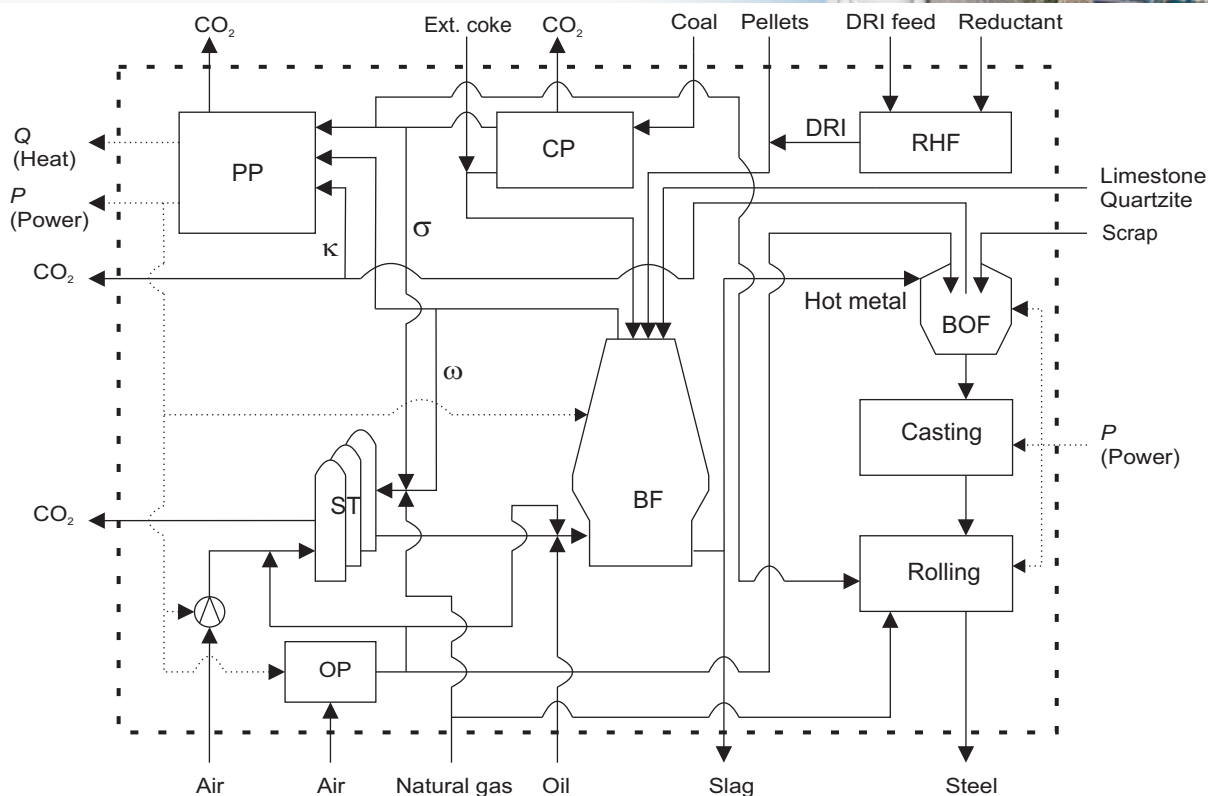 CO2
Ext. coke
CO2
Coal
Pellets
DRI feed
Reductant
Q
(Heat)
PP
CP
DRI
RHF
P
(Power)
Limestone
Quartzite
κ
σ
Scrap
CO2
Hot metal
BOF
ω
Casting
P
(Power)
ST
BF
CO2
Rolling
OP
Air
Air
Natural gas
Oil
Slag
Steel